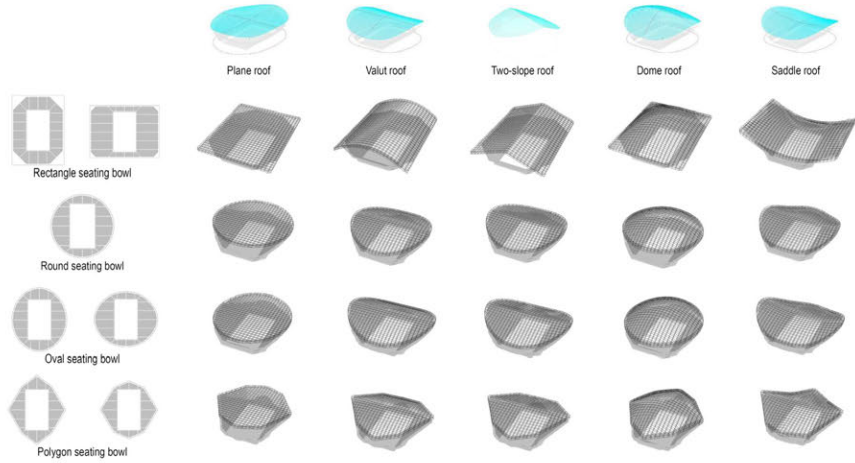 Plane roof
Valut roof
Two-slope roof
Dome roof
Saddle roof
Rectangle seating bowl
Round seating bowl
Oval seating bowl
Polygon seating bowl